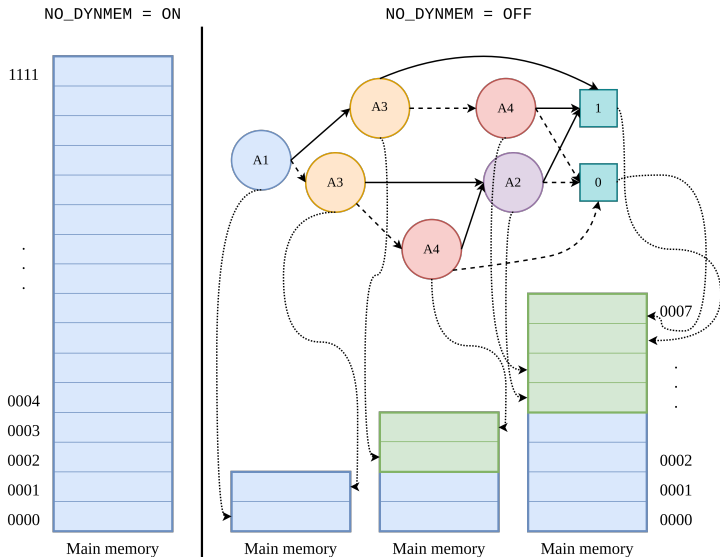 NO_DYNMEM = ON
NO_DYNMEM = OFF
1111
.
.
.
0004
0003
0002
0001
0000
Main memory
A3
A4
1
A1
A3
A2
0
A4
0007
.
.
.
0002
0001
0000
Main memory
Main memory
Main memory